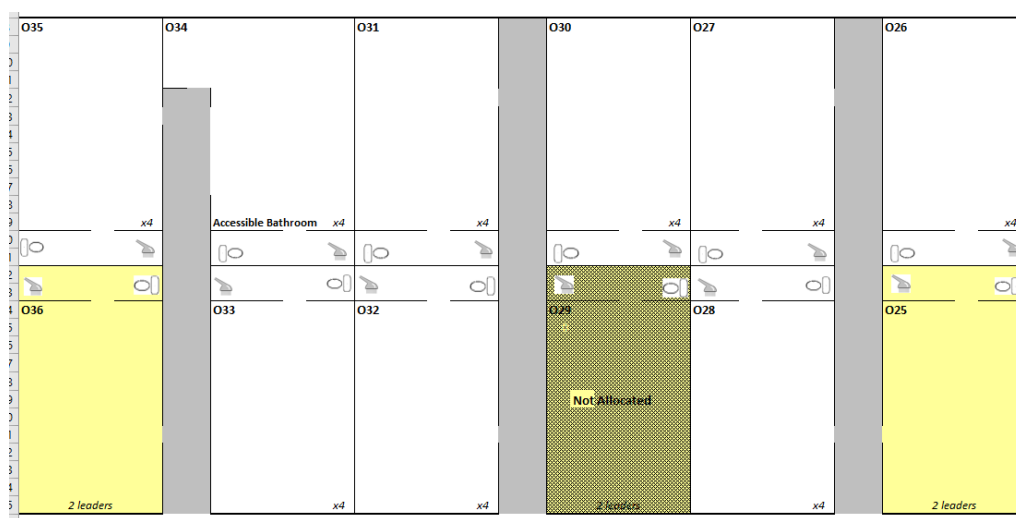 O35 O34 O31 O30 O27 O26
x4 Accessible Bathroom x4 x4 x4 x4 x4
O36 O33 O32 O29 O28 O25
Not Allocated
2 leaders x4 x4 2 leaders x4 2 leaders